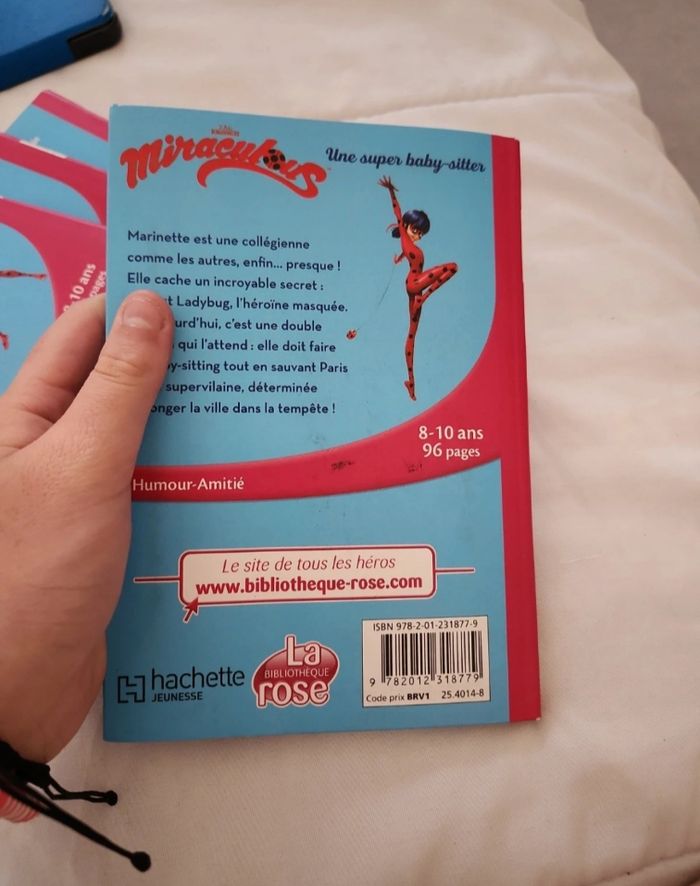 Miraculous
Une super baby-sitter
Marinette est une collégienne
comme les autres, enfin... presque !
Elle cache un incroyable secret :
Ladybug, l'héroïne masquée.
c'est une double
qui l'attend : elle doit faire
tout en sauvant Paris
supervilaine, déterminée
la ville dans la tempête !
8-10 ans
96 pages
Humour-Amitié
Le site de tous les héros
www.bibliotheque-rose.com
hachette
JEUNESSE
La
BIBLIOTHÈQUE
rose
ISBN 978-2-01-231877-9
9 782012 318779
Code prix BRV1 25.4014-8
8-10 ans
pages